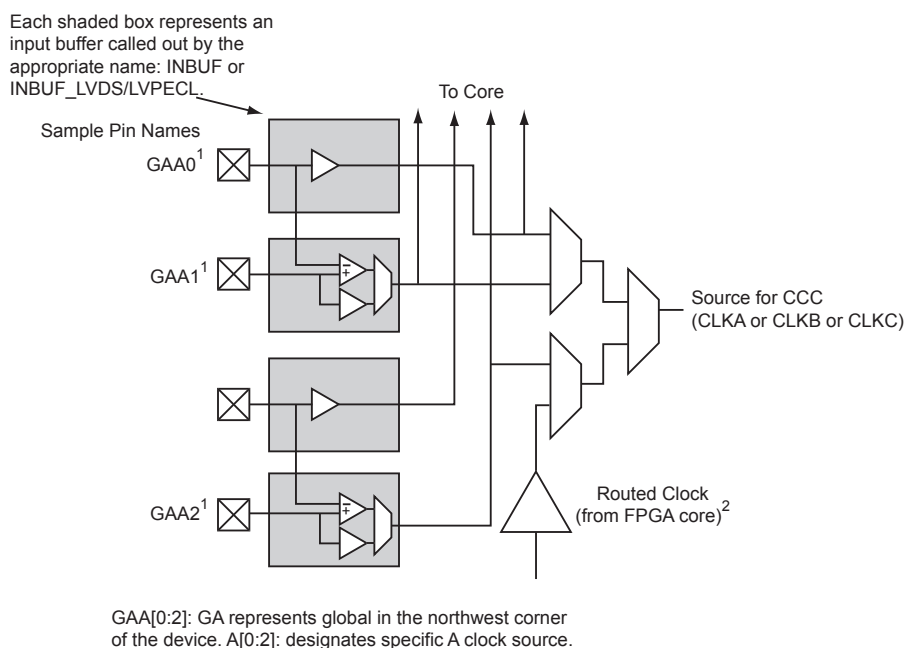 Each shaded box represents an
input buffer called out by the
appropriate name: INBUF or
INBUF_LVDS/LVPECL.
To Core
Sample Pin Names
GAA0¹
GAA1¹
Source for CCC
(CLKA or CLKB or CLKC)
GAA2¹
Routed Clock
(from FPGA core)²
GAA[0:2]: GA represents global in the northwest corner
of the device. A[0:2]: designates specific A clock source.